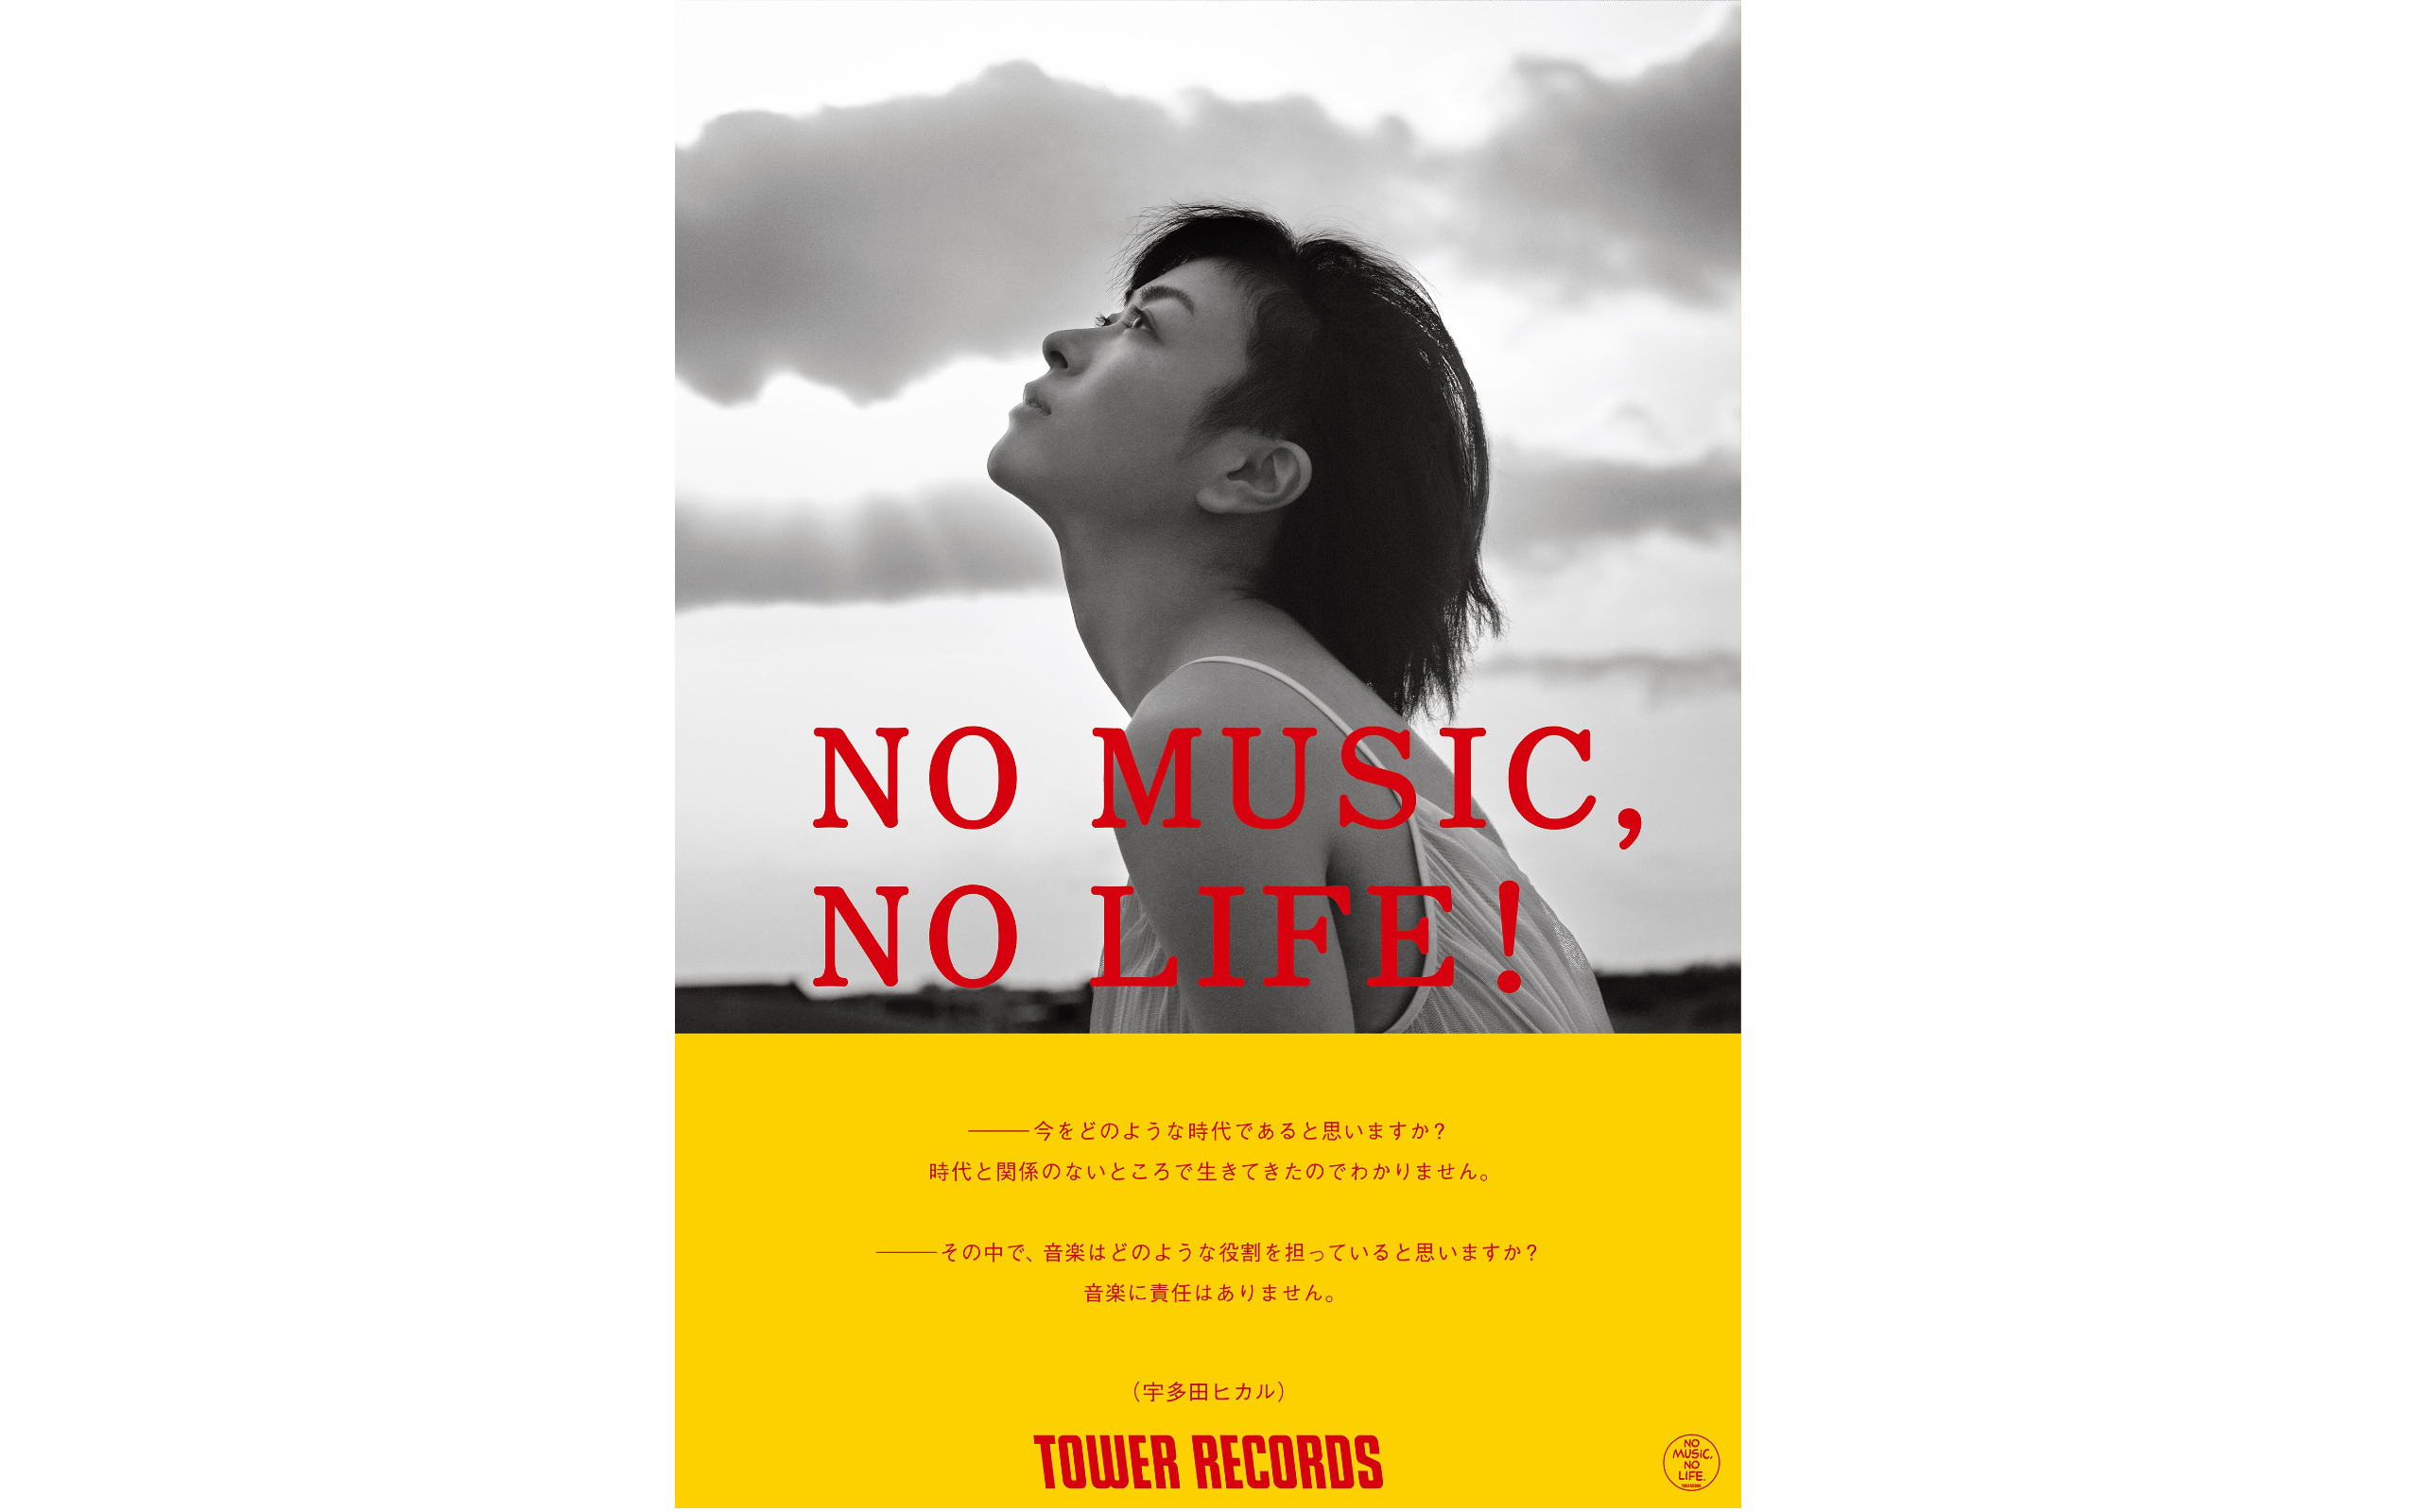 NO MUSIC,
NO LIFE!
———今をどのような時代であると思いますか？
時代と関係のないところで生きてきたのでわかりません。
———その中で、音楽はどのような役割を担っていると思いますか？
音楽に責任はありません。
（宇多田ヒカル）
TOWER RECORDS
NO
MUSIC,
NO
LIFE.